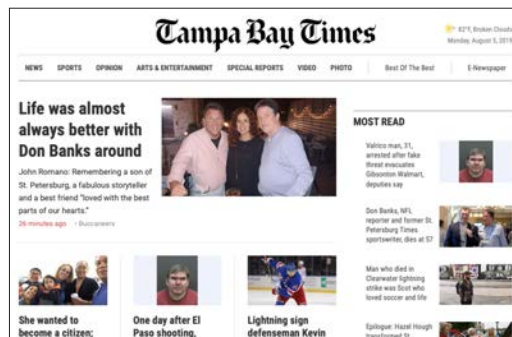 Tampa Bay Times
82°F, Broken Clouds
Monday, August 5, 2019
NEWS SPORTS OPINION ARTS & ENTERTAINMENT SPECIAL REPORTS VIDEO PHOTO Best Of The Best E-Newspaper
Life was almost
always better with
Don Banks around
John Romano: Remembering a son of
St. Petersburg, a fabulous storyteller
and a best friend "loved with the best
parts of our hearts."
26 minutes ago • Buccaneers
She wanted to
become a citizen;
One day after El
Paso shooting,
Lightning sign
defenseman Kevin
MOST READ
Valrico man, 31,
arrested after fake
threat evacuates
Gibsonton Walmart,
deputies say
Don Banks, NFL
reporter and former St.
Petersburg Times
sportswriter, dies at 57
Man who died in
Clearwater lightning
strike was Scot who
loved soccer and life
Epilogue: Hazel Hough
transformed St.